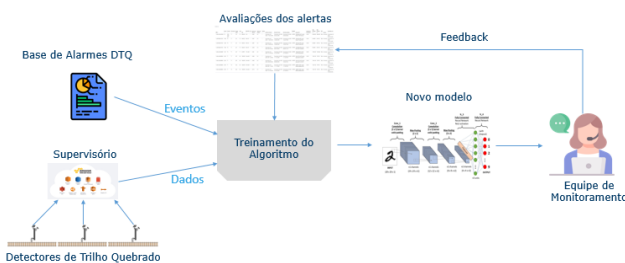 Avaliações dos alertas
Feedback
Base de Alarmes DTQ
Eventos
Novo modelo
Treinamento do
Algoritmo
Supervisório
Dados
Equipe de
Monitoramento
Detectores de Trilho Quebrado